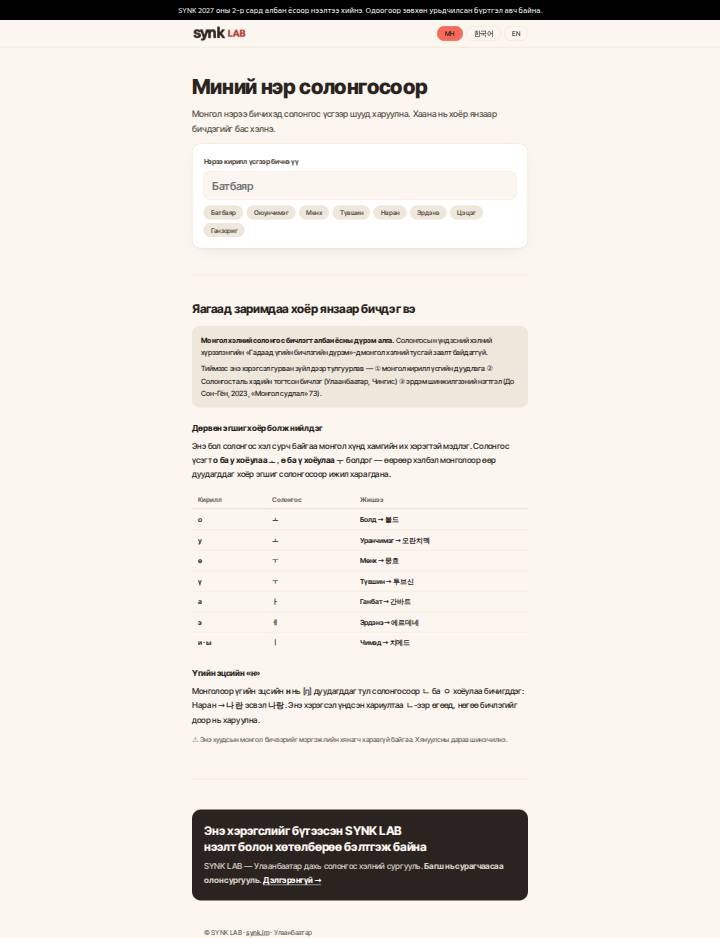 SYNK 2027 оны 2-р сард албан ёсоор нээлтээ хийнэ. Одоогоор зөвхөн урьдчилсан бүртгэл авч байна.
synk LAB
МН 한국어 EN
Миний нэр солонгосоор
Монгол нэрээ бичихэд солонгос үсгээр шууд харуулна. Хаана нь хоёр янзаар
бичдэгийг бас хэлнэ.
Нэрээ кирилл үсгээр бичнэ үү
Батбаяр
Батбаяр Оюунчимэг Мөнх Түвшин Наран Эрдэнэ Цэцэг
Ганзориг
Яагаад заримдаа хоёр янзаар бичдэг вэ
Монгол хэлний солонгос бичлэгт албан ёсны дүрэм алга. Солонгосын үндэсний хэлний
хүрээлэнгийн «Гадаад үгийн бичлэгийн дүрэм»-д монгол хэлний тусгай заалт байдаггүй.
Тиймээс энэ хэрэгсэл гурван зүйл дээр тулгуурлав — ① монгол кирилл үсгийн дуудлага ②
Солонгост аль хэдийн тогтсон бичлэг (Улаанбаатар, Чингис) ③ эрдэм шинжилгээний нэгтгэл (До
Сон-Гён, 2023, «Монгол судлал» 73).
Дөрвөн эгшиг хоёр болж нийлдэг
Энэ бол солонгос хэл сурч байгаа монгол хүнд хамгийн их хэрэгтэй мэдлэг. Солонгос
үсэгт о ба у хоёулаа ㅗ, ө ба ү хоёулаа ㅜ болдог — өөрөөр хэлбэл монголоор өөр
дуудагддаг хоёр эгшиг солонгосоор ижил харагдана.
Кирилл Солонгос Жишээ
о ㅗ Болд → 볼드
у ㅗ Уранчимэг → 오란치멕
ө ㅜ Мөнх → 뭉흐
ү ㅜ Түвшин → 투브신
а ㅏ Ганбат → 간바트
э ㅔ Эрдэнэ → 에르데네
и · ы ㅣ Чимэд → 치메드
Үгийн эцсийн «н»
Монголоор үгийн эцсийн н нь [ŋ] дуудагддаг тул солонгосоор ㄴ ба ㅇ хоёулаа бичигддэг:
Наран → 나란 эсвэл 나랑. Энэ хэрэгсэл үндсэн хариултаа ㄴ-ээр өгөөд, нөгөө бичлэгийг
доор нь харуулна.
⚠ Энэ хуудсын монгол бичвэрийг мэргэжлийн хянагч хараагүй байгаа. Хянуулсны дараа шинэчилнэ.
Энэ хэрэгслийг бүтээсэн SYNK LAB
нээлт болон хөтөлбөрөө бэлтгэж байна
SYNK LAB — Улаанбаатар дахь солонгос хэлний сургууль. Багш нь сурагчаасаа
олон сургууль. Дэлгэрэнгүй →
© SYNK LAB · synk.im · Улаанбаатар